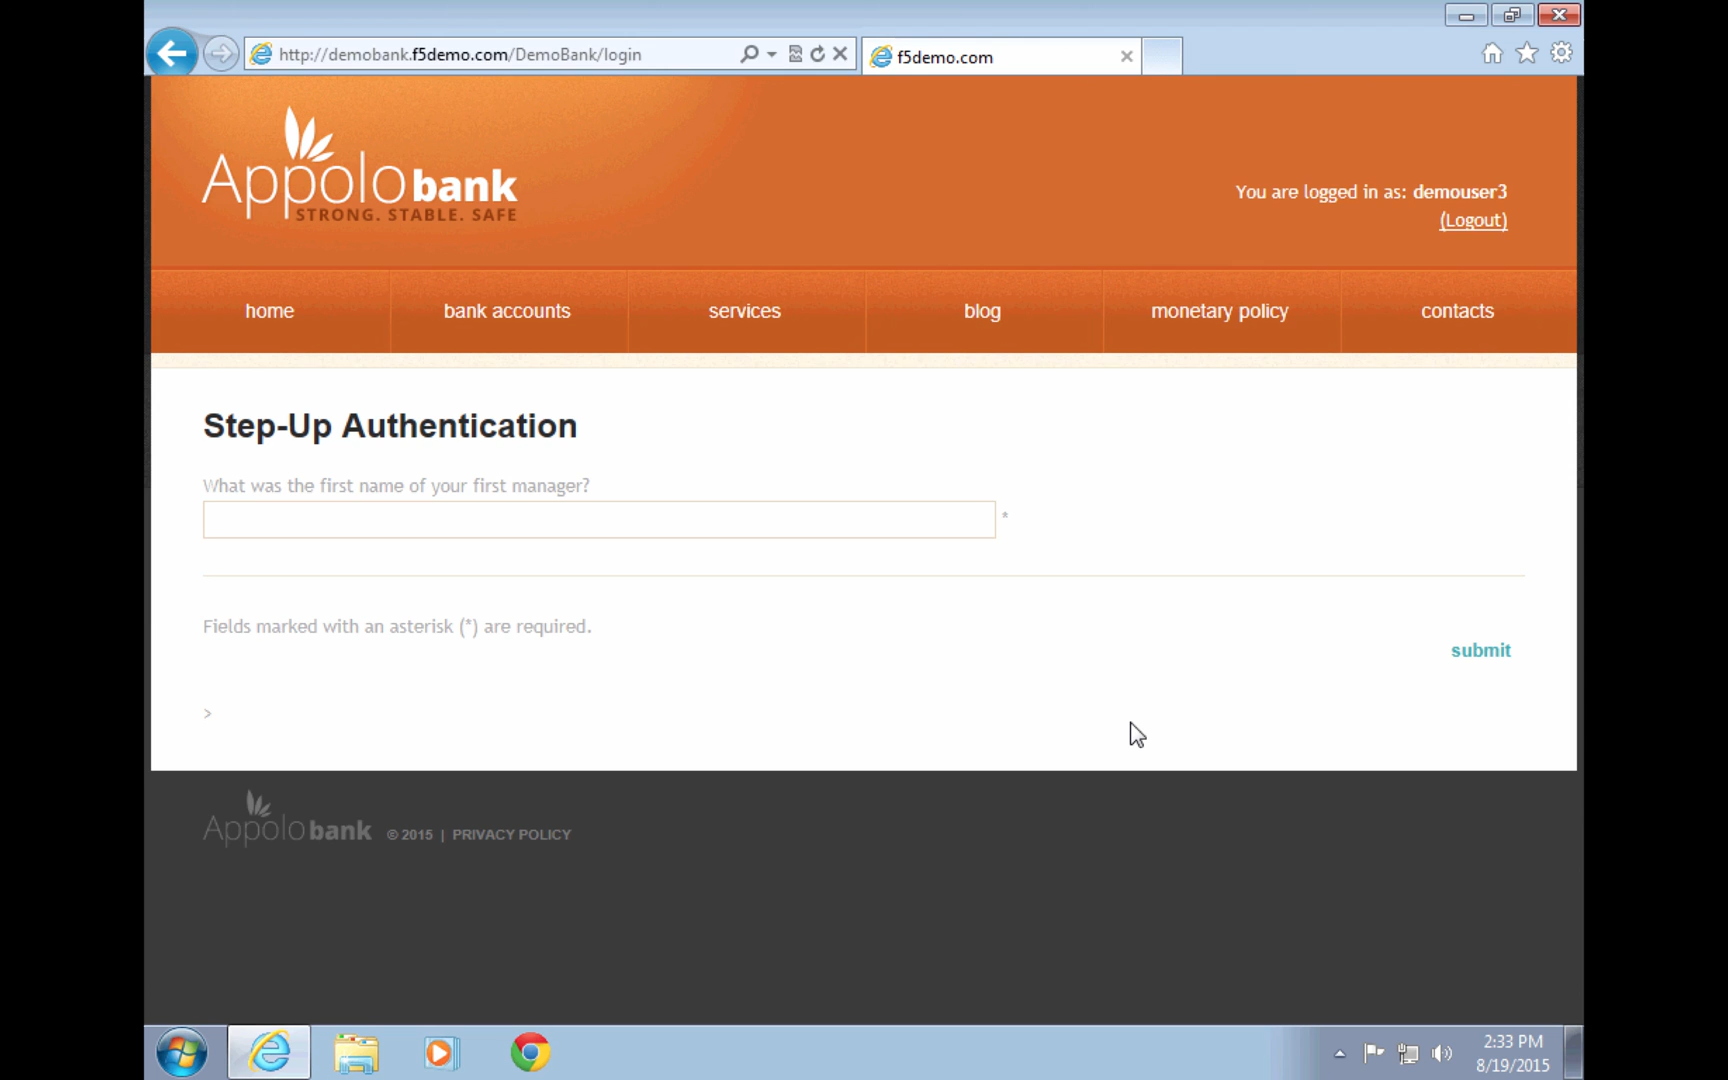 http://demobank.f5demo.com/DemoBank/login
f5demo.com
Appolo bank
STRONG. STABLE. SAFE
You are logged in as: demouser3
(Logout)
home
bank accounts
services
blog
monetary policy
contacts
Step-Up Authentication
What was the first name of your first manager?
*
Fields marked with an asterisk (*) are required.
submit
>
Appolo bank © 2015 | PRIVACY POLICY
2:33 PM
8/19/2015